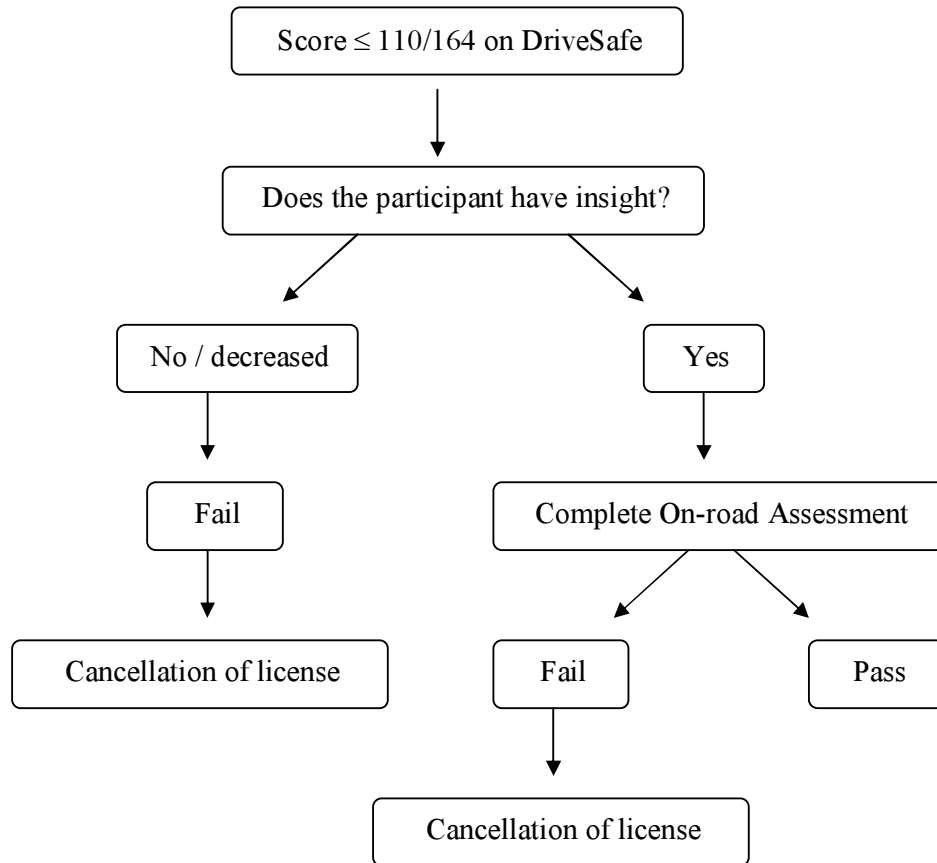 Score ≤ 110/164 on DriveSafe
Does the participant have insight?
No / decreased
Yes
Fail
Complete On-road Assessment
Cancellation of license
Fail
Pass
Cancellation of license